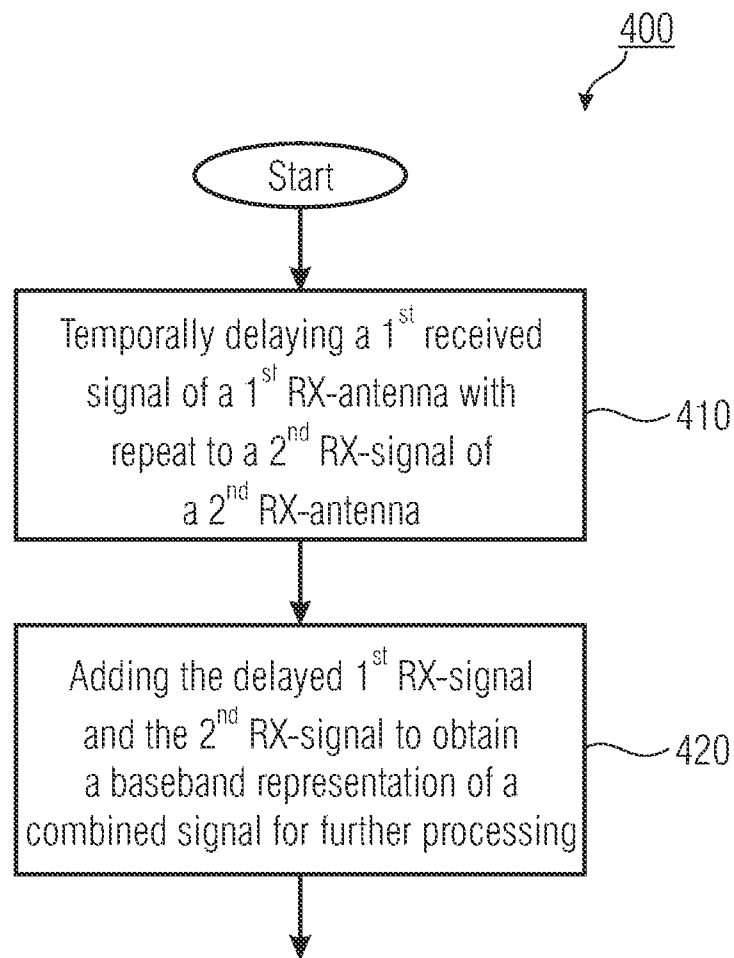 400
Start
Temporally delaying a 1st received
signal of a 1st RX-antenna with
repeat to a 2nd RX-signal of
a 2nd RX-antenna
410
Adding the delayed 1st RX-signal
and the 2nd RX-signal to obtain
a baseband representation of a
combined signal for further processing
420